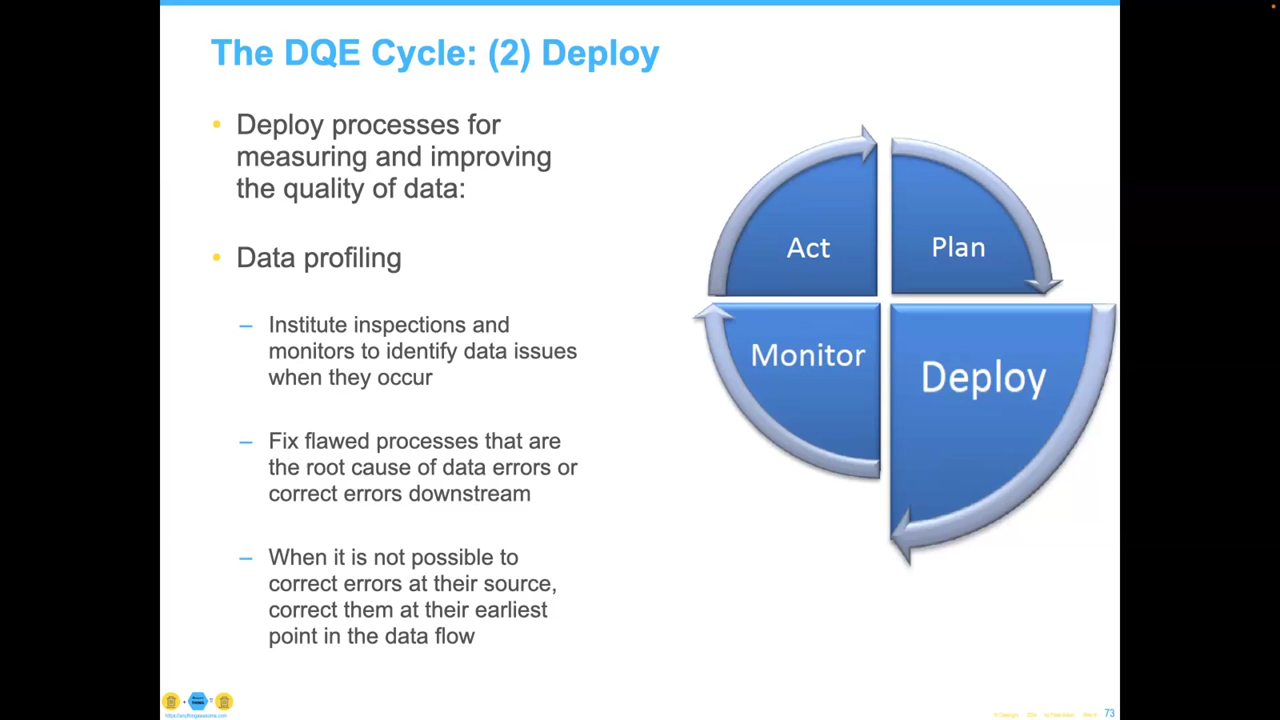 The DQE Cycle: (2) Deploy
• Deploy processes for
measuring and improving
the quality of data:
• Data profiling
– Institute inspections and
monitors to identify data issues
when they occur
– Fix flawed processes that are
the root cause of data errors or
correct errors downstream
– When it is not possible to
correct errors at their source,
correct them at their earliest
point in the data flow
Act
Plan
Monitor
Deploy
73